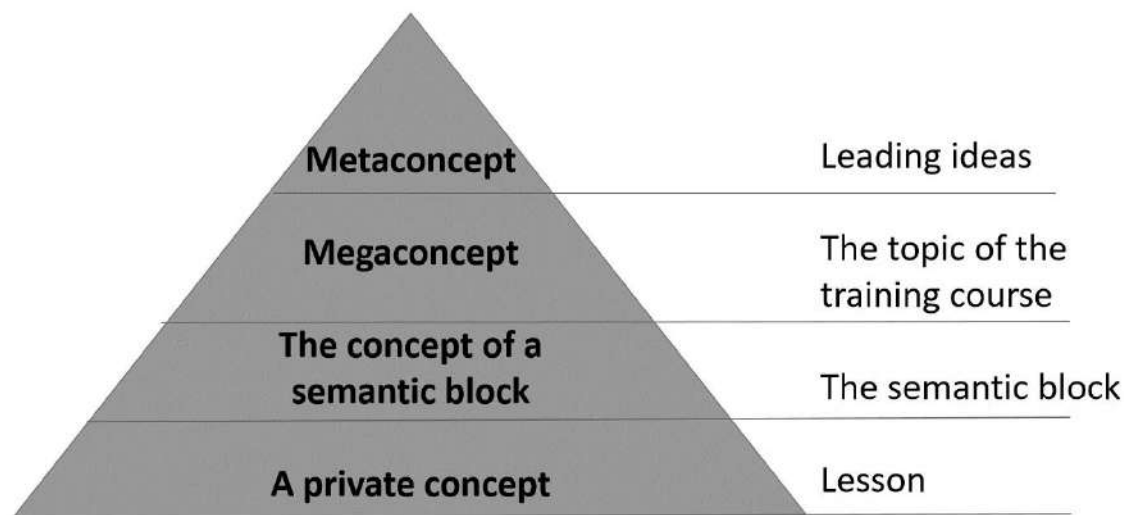 Metaconcept
Leading ideas
Megaconcept
The topic of the
training course
The concept of a
semantic block
The semantic block
A private concept
Lesson